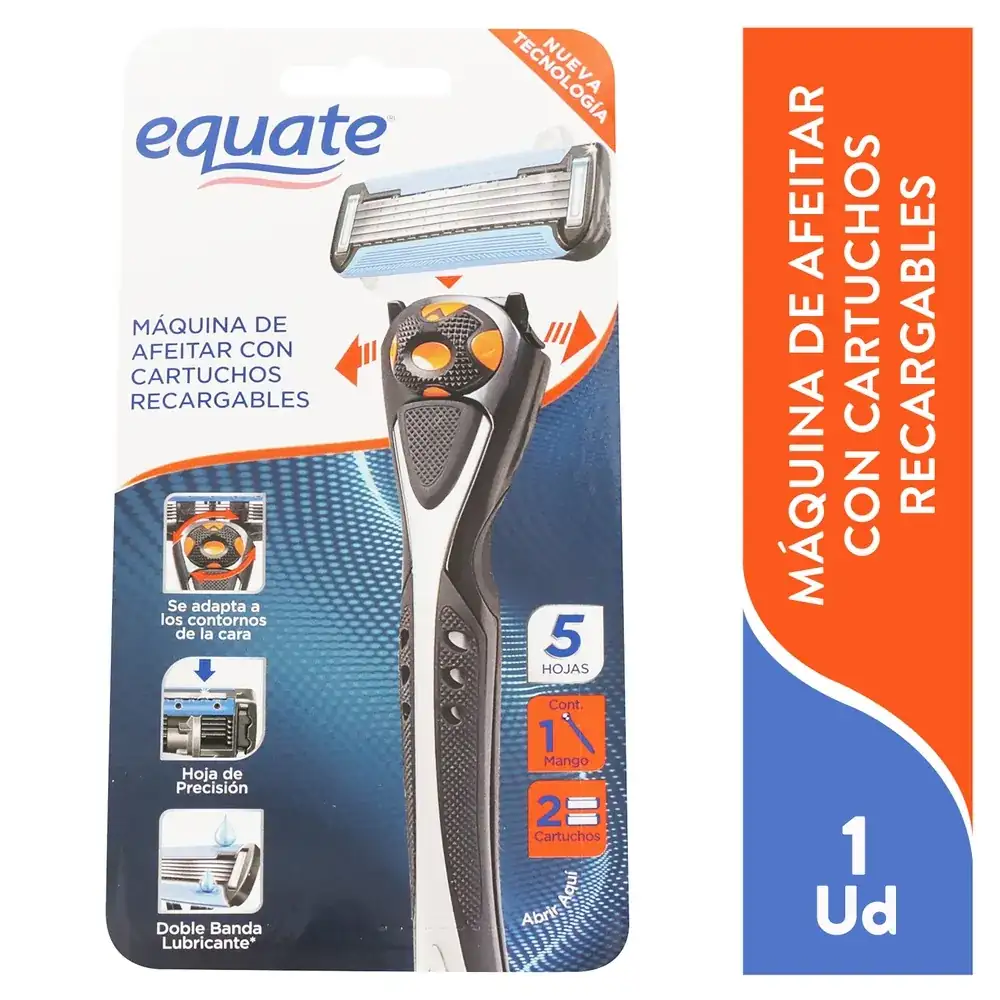 NUEVA
TECNOLOGÍA
equate
MÁQUINA DE
AFEITAR CON
CARTUCHOS
RECARGABLES
Se adapta a
los contornos
de la cara
Hoja de
Precisión
Doble Banda
Lubricante*
5
HOJAS
Cont.
1
Mango
2
Cartuchos
Abrir Aquí
MÁQUINA DE AFEITAR
CON CARTUCHOS
RECARGABLES
1
Ud